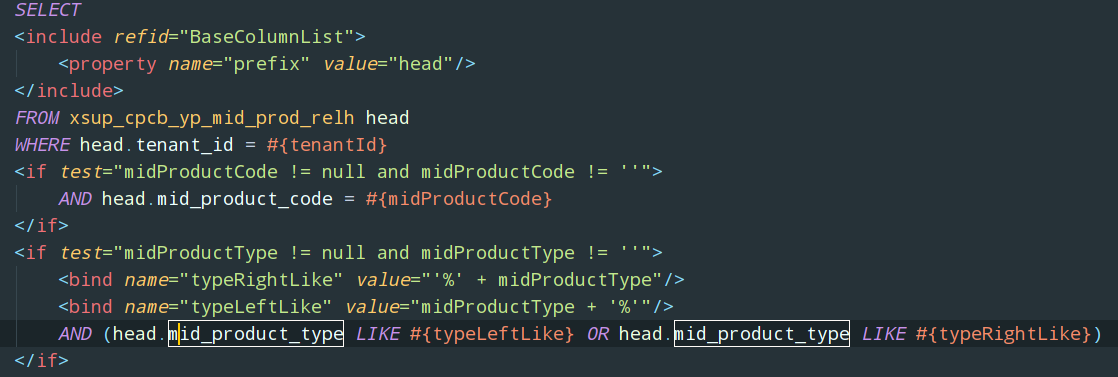 SELECT
<include refid="BaseColumnList">
    <property name="prefix" value="head"/>
</include>
FROM xsup_cpcb_yp_mid_prod_relh head
WHERE head.tenant_id = #{tenantId}
<if test="midProductCode != null and midProductCode != ''">
    AND head.mid_product_code = #{midProductCode}
</if>
<if test="midProductType != null and midProductType != ''">
    <bind name="typeRightLike" value="'%' + midProductType"/>
    <bind name="typeLeftLike" value="midProductType + '%'"/>
    AND (head.mid_product_type LIKE #{typeLeftLike} OR head.mid_product_type LIKE #{typeRightLike})
</if>